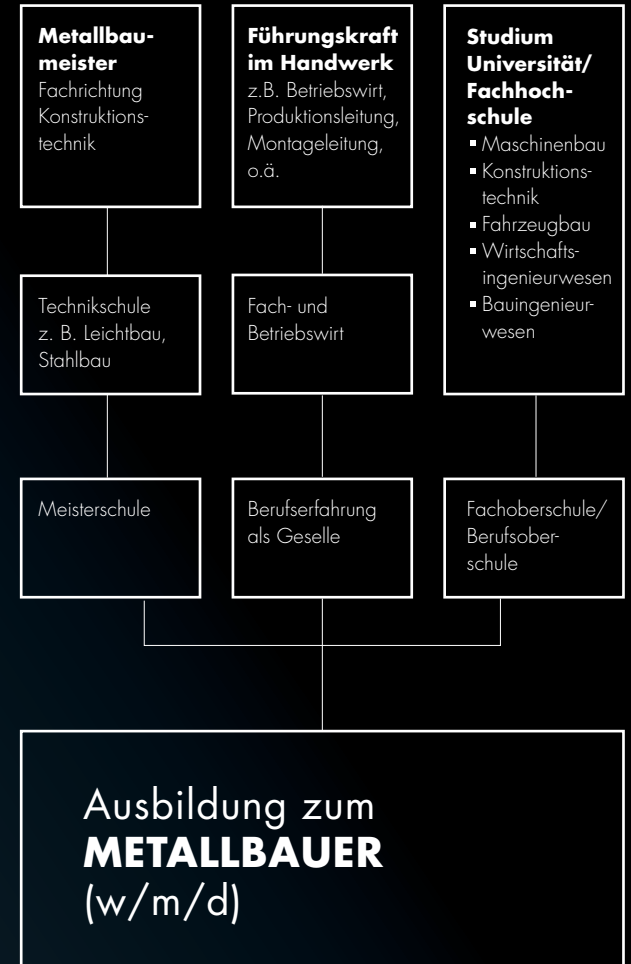 Metallbau-
meister
Fachrichtung
Konstruktions-
technik
Führungskraft
im Handwerk
z.B. Betriebswirt,
Produktionsleitung,
Montageleitung,
o.ä.
Studium
Universität/
Fachhoch-
schule
▪ Maschinenbau
▪ Konstruktions-
technik
▪ Fahrzeugbau
▪ Wirtschafts-
ingenieurwesen
▪ Bauingenieur-
wesen
Technikschule
z. B. Leichtbau,
Stahlbau
Fach- und
Betriebswirt
Meisterschule
Berufserfahrung
als Geselle
Fachoberschule/
Berufsober-
schule
Ausbildung zum
METALLBAUER
(w/m/d)